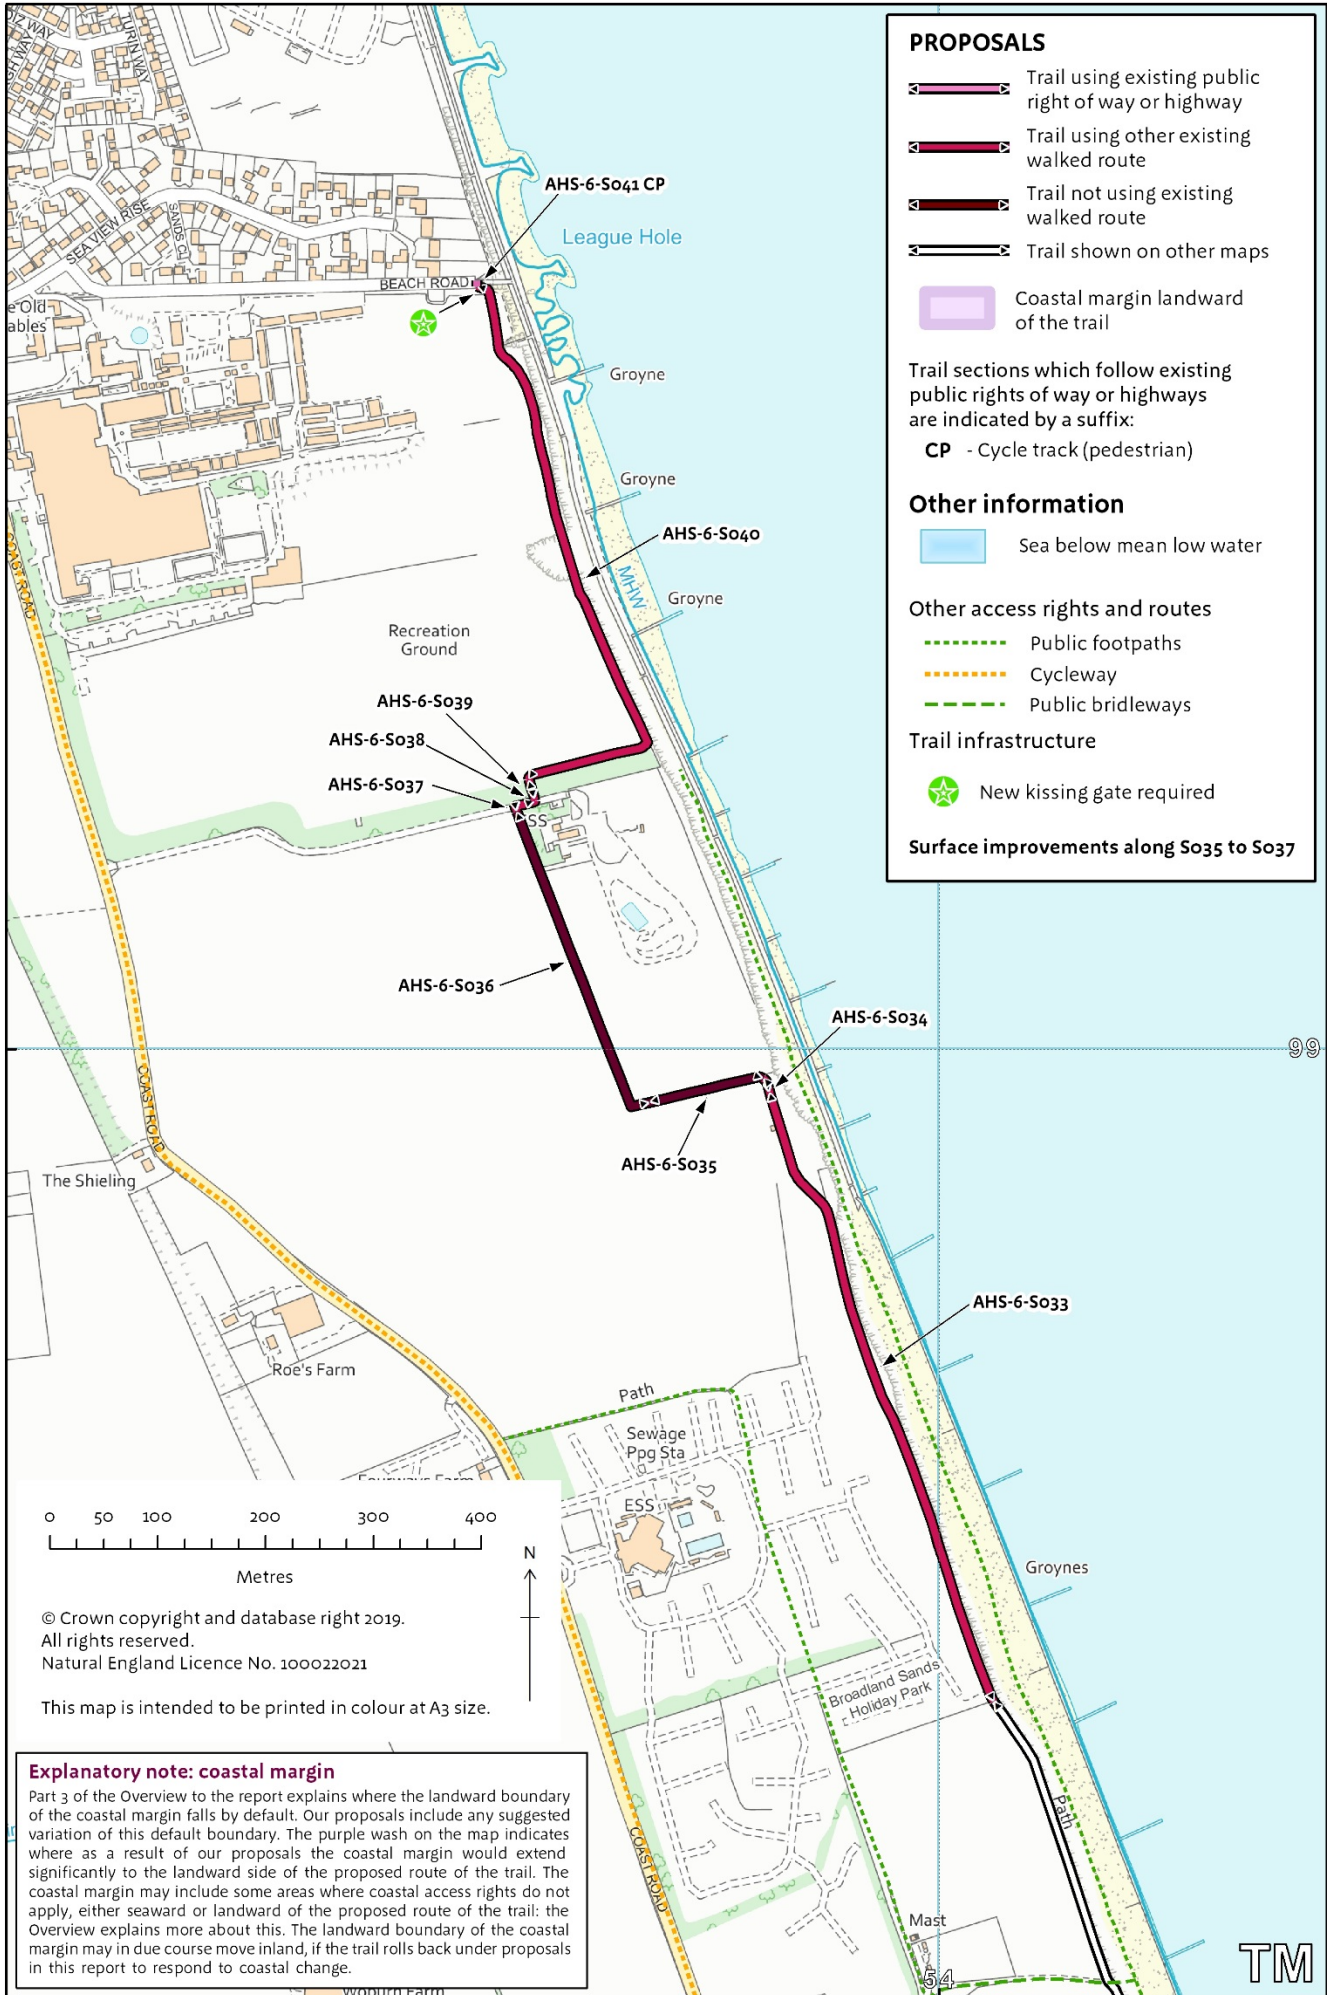 TURIN WAY
SEA VIEW RISE
SANDS CL
BEACH ROAD
AHS-6-S041 CP
League Hole
Groyne
Groyne
AHS-6-S040
MHW
Groyne
COAST ROAD
Recreation
Ground
AHS-6-S039
AHS-6-S038
AHS-6-S037
SS
AHS-6-S036
AHS-6-S034
99
COAST ROAD
AHS-6-S035
The Shieling
AHS-6-S033
Roe's Farm
Path
Sewage
Ppg Sta
ESS
Groynes
Broadland Sands
Holiday Park
Path
COAST ROAD
Mast
54
TM
PROPOSALS
Trail using existing public
right of way or highway
Trail using other existing
walked route
Trail not using existing
walked route
Trail shown on other maps
Coastal margin landward
of the trail
Trail sections which follow existing
public rights of way or highways
are indicated by a suffix:
CP - Cycle track (pedestrian)
Other information
Sea below mean low water
Other access rights and routes
Public footpaths
Cycleway
Public bridleways
Trail infrastructure
New kissing gate required
Surface improvements along S035 to S037
0 50 100 200 300 400
Metres
N
© Crown copyright and database right 2019.
All rights reserved.
Natural England Licence No. 100022021
This map is intended to be printed in colour at A3 size.
Explanatory note: coastal margin
Part 3 of the Overview to the report explains where the landward boundary
of the coastal margin falls by default. Our proposals include any suggested
variation of this default boundary. The purple wash on the map indicates
where as a result of our proposals the coastal margin would extend
significantly to the landward side of the proposed route of the trail. The
coastal margin may include some areas where coastal access rights do not
apply, either seaward or landward of the proposed route of the trail: the
Overview explains more about this. The landward boundary of the coastal
margin may in due course move inland, if the trail rolls back under proposals
in this report to respond to coastal change.